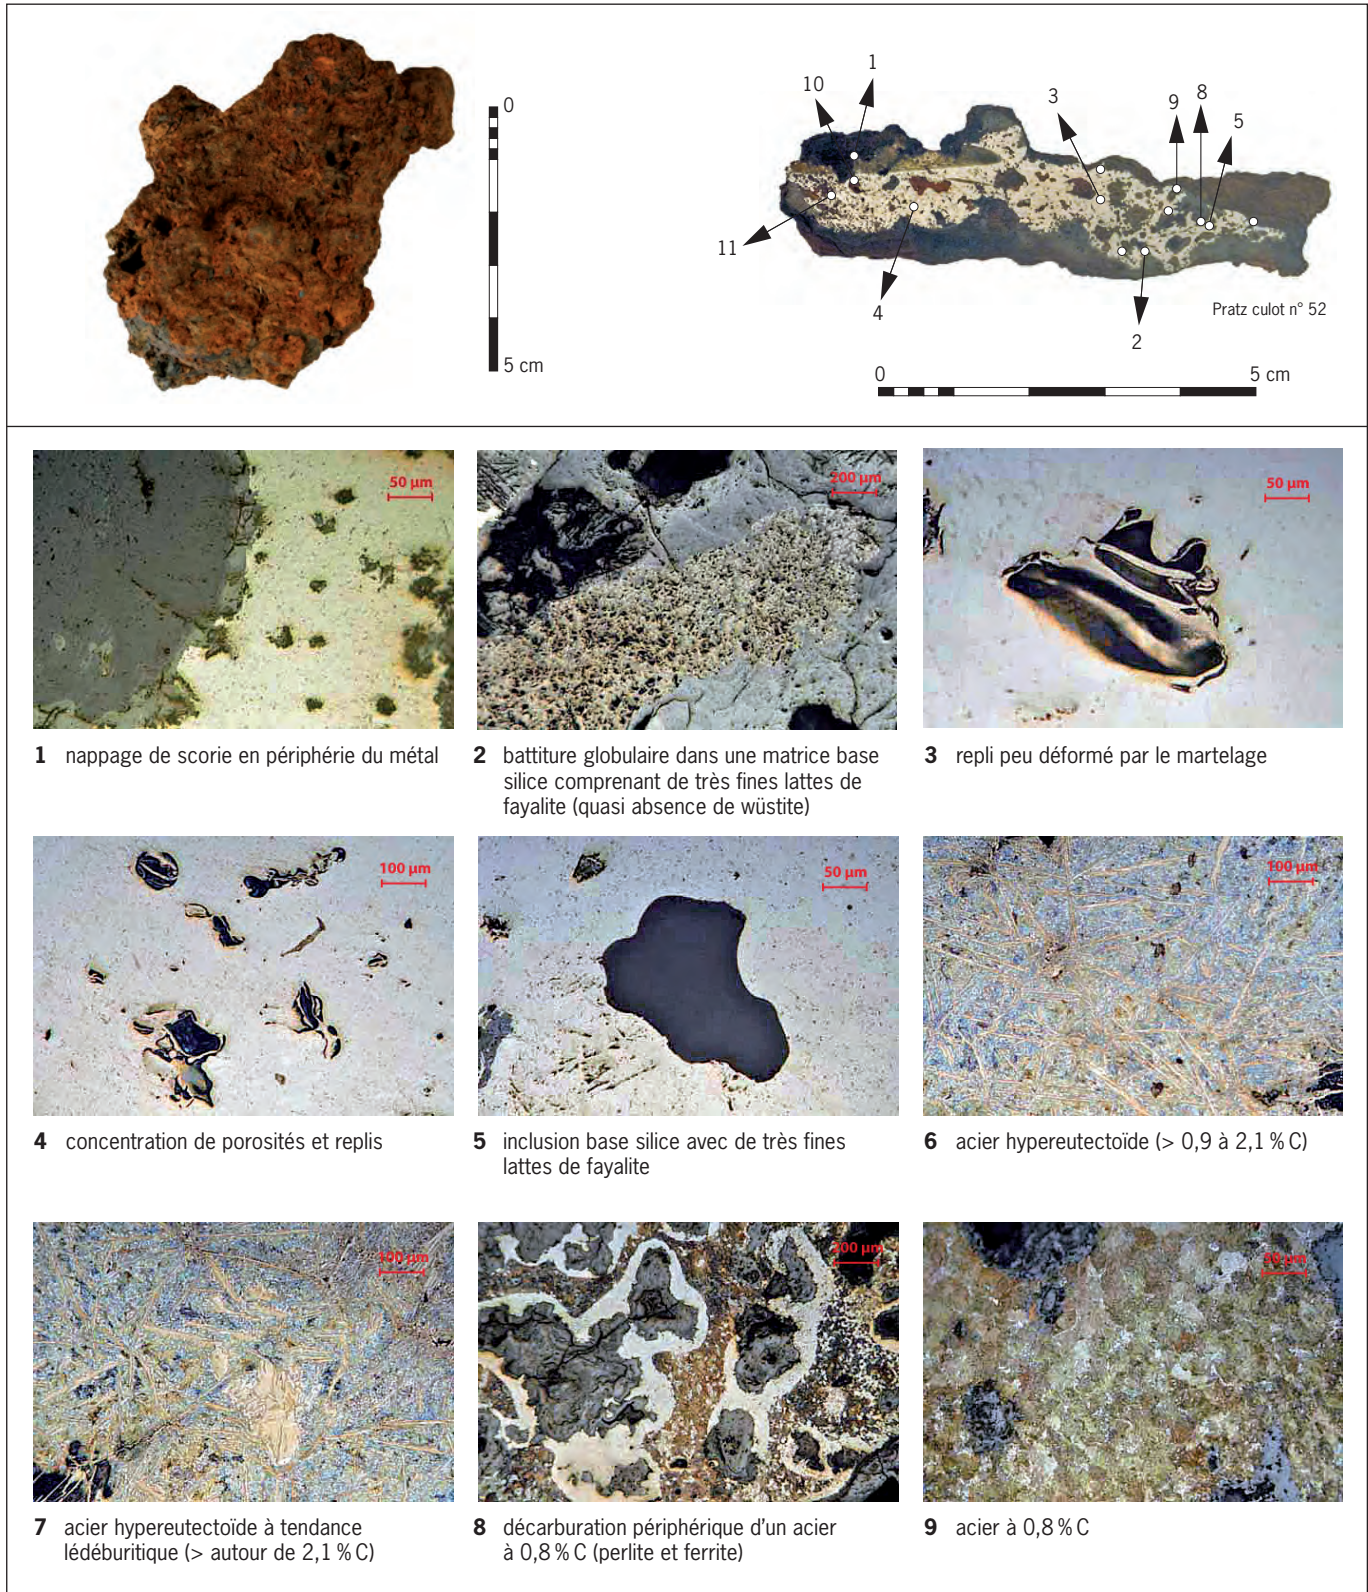 0
5 cm
10
1
3
9
8
5
11
4
2
Pratz culot n° 52
0
5 cm
50 µm
200 µm
50 µm
1 nappage de scorie en périphérie du métal
2 battiture globulaire dans une matrice base
silice comprenant de très fines lattes de
fayalite (quasi absence de wüstite)
3 repli peu déformé par le martelage
100 µm
50 µm
100 µm
4 concentration de porosités et replis
5 inclusion base silice avec de très fines
lattes de fayalite
6 acier hypereutectoïde (> 0,9 à 2,1 % C)
100 µm
200 µm
50 µm
7 acier hypereutectoïde à tendance
lédéburitique (> autour de 2,1 % C)
8 décarburation périphérique d'un acier
à 0,8 % C (perlite et ferrite)
9 acier à 0,8 % C